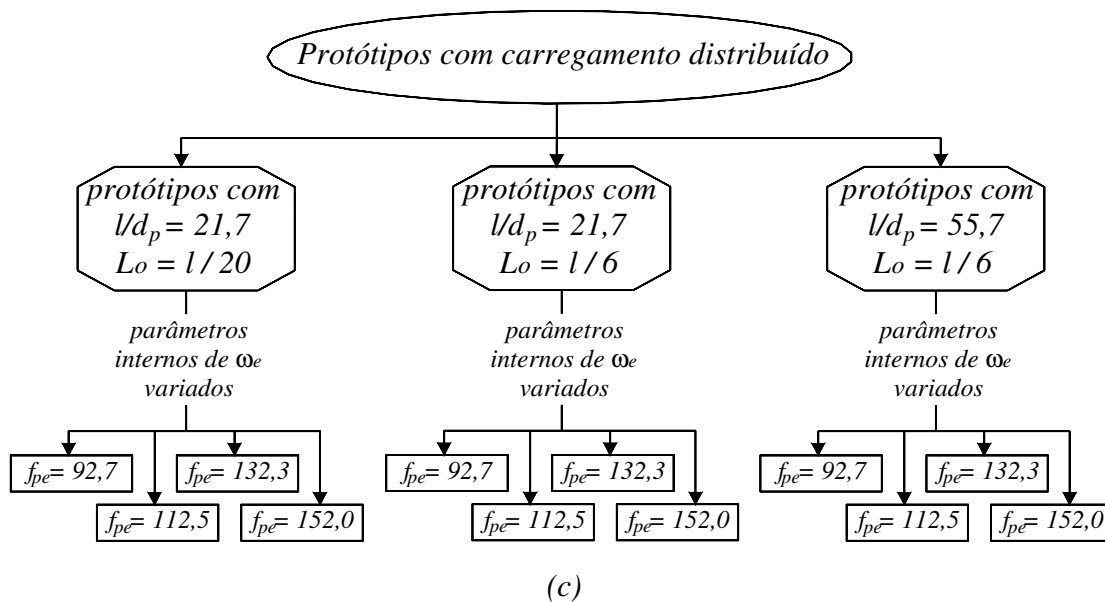 Protótipos com carregamento distribuído
protótipos com
l/dp = 21,7
Lo = l / 20
protótipos com
l/dp = 21,7
Lo = l / 6
protótipos com
l/dp = 55,7
Lo = l / 6
parâmetros
internos de ωe
variados
parâmetros
internos de ωe
variados
parâmetros
internos de ωe
variados
fpe= 92,7
fpe= 132,3
fpe= 112,5
fpe= 152,0
fpe= 92,7
fpe= 132,3
fpe= 112,5
fpe= 152,0
fpe= 92,7
fpe= 132,3
fpe= 112,5
fpe= 152,0
(c)